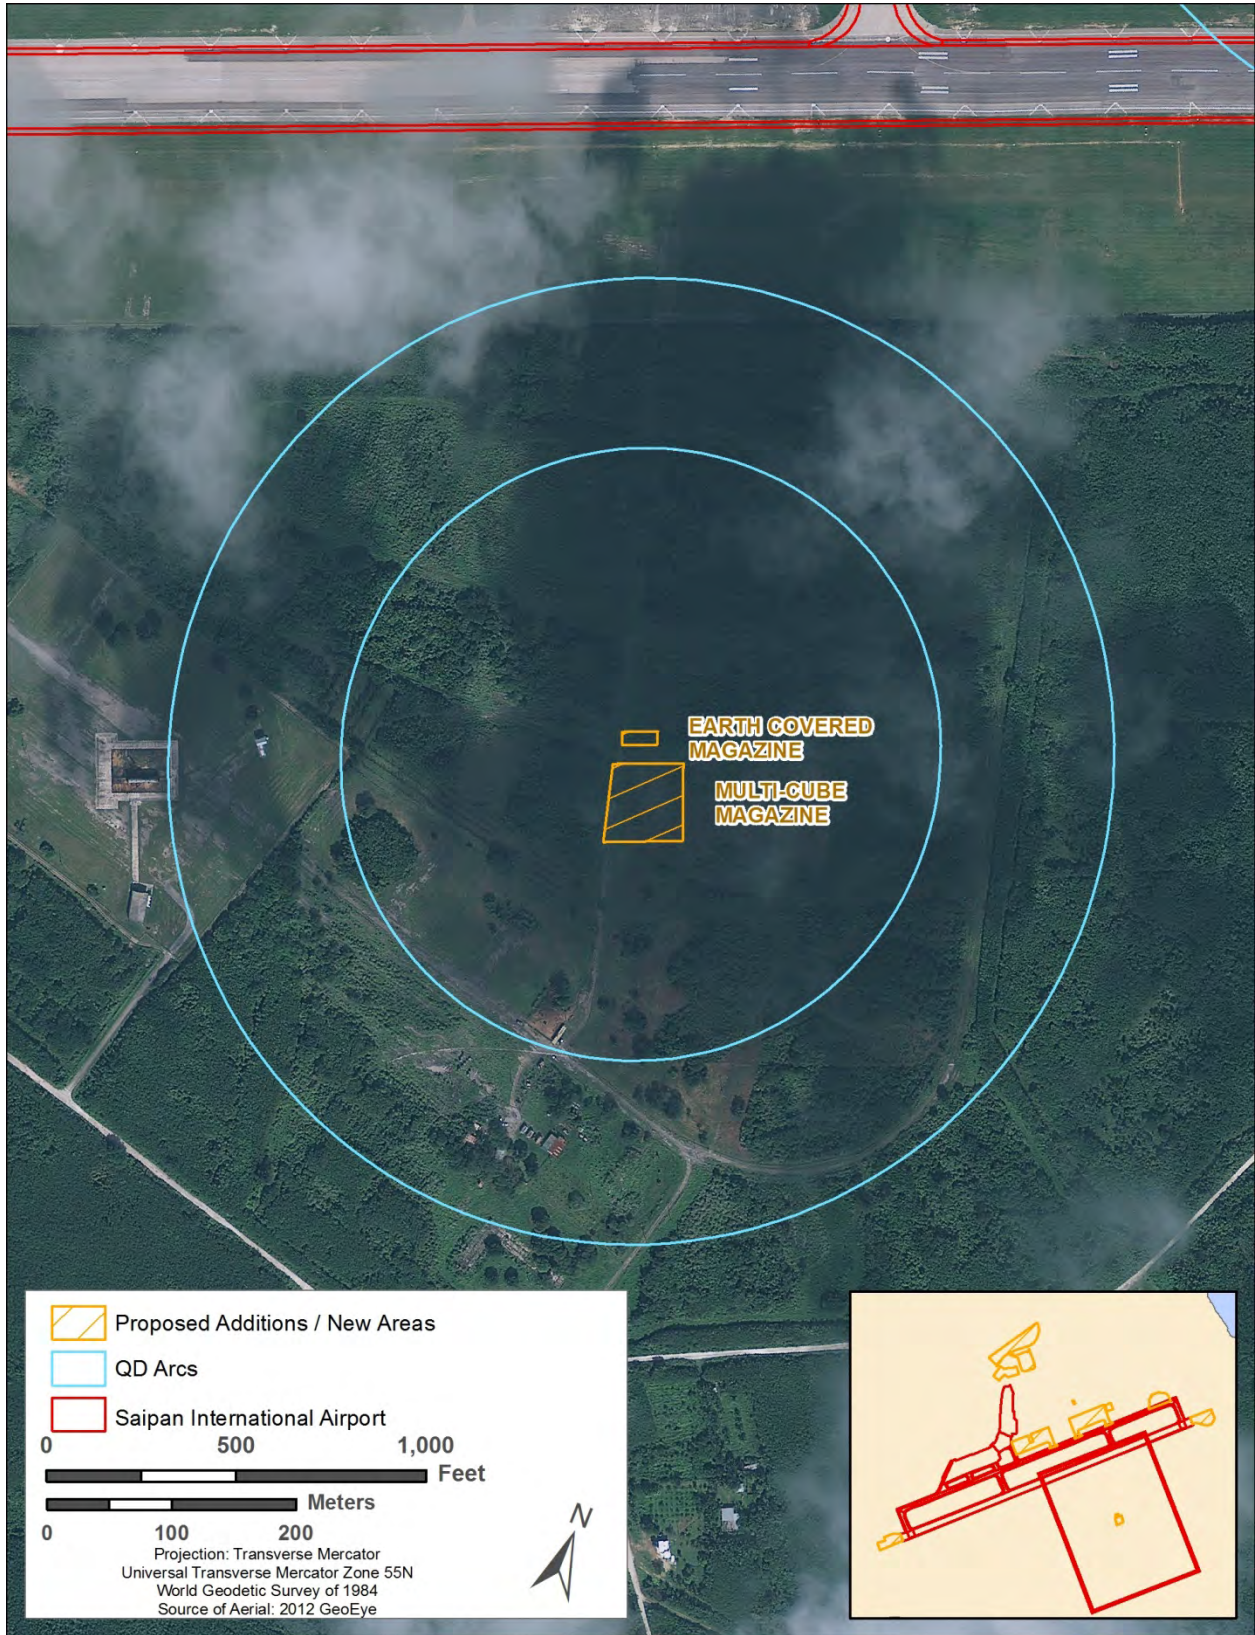 EARTH COVERED
MAGAZINE
MULTI-CUBE
MAGAZINE
Proposed Additions / New Areas
QD Arcs
Saipan International Airport
0 500 1,000
Feet
Meters
0 100 200
N
Projection: Transverse Mercator
Universal Transverse Mercator Zone 55N
World Geodetic Survey of 1984
Source of Aerial: 2012 GeoEye